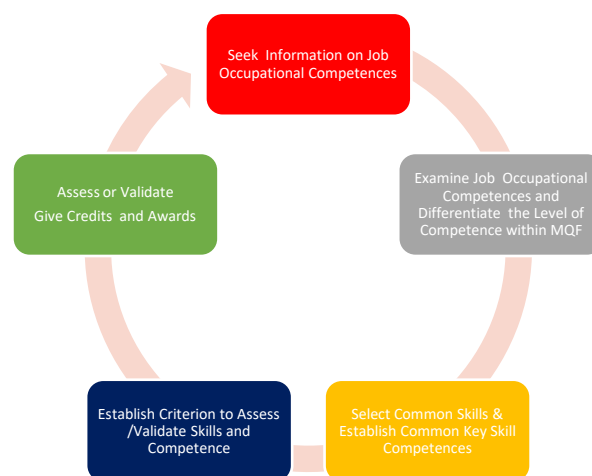 Seek Information on Job
Occupational Competences
Examine Job Occupational
Competences and
Differentiate the Level of
Competence within MQF
Select Common Skills &
Establish Common Key Skill
Competences
Establish Criterion to Assess
/Validate Skills and
Competence
Assess or Validate
Give Credits and Awards